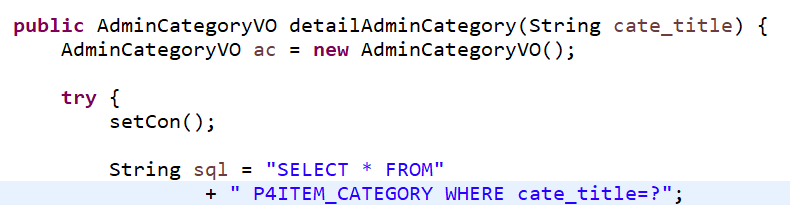 public AdminCategoryVO detailAdminCategory(String cate_title) {
AdminCategoryVO ac = new AdminCategoryVO();
try {
setCon();
String sql = "SELECT * FROM"
+ " P4ITEM_CATEGORY WHERE cate_title=?";